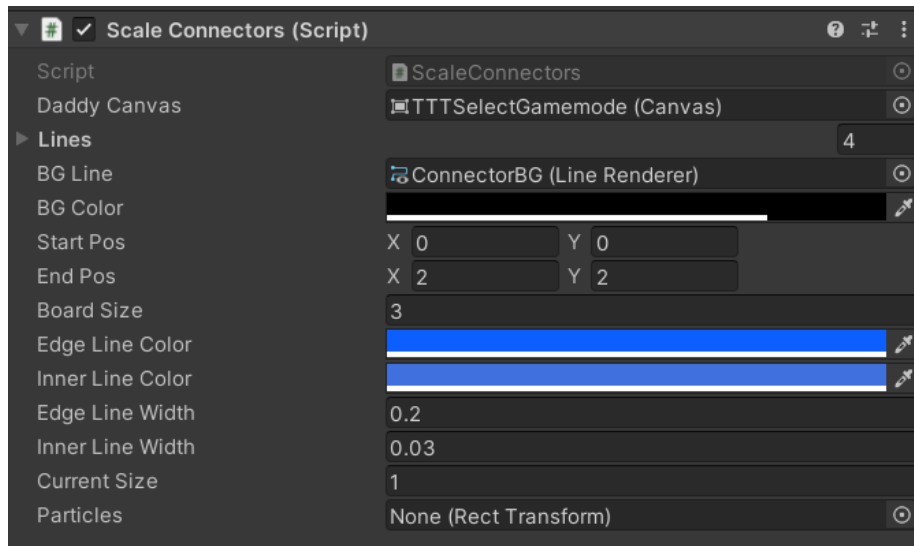 Scale Connectors (Script)
Script ScaleConnectors
Daddy Canvas TTTSelectGamemode (Canvas)
Lines 4
BG Line ConnectorBG (Line Renderer)
BG Color
Start Pos X 0 Y 0
End Pos X 2 Y 2
Board Size 3
Edge Line Color
Inner Line Color
Edge Line Width 0.2
Inner Line Width 0.03
Current Size 1
Particles None (Rect Transform)